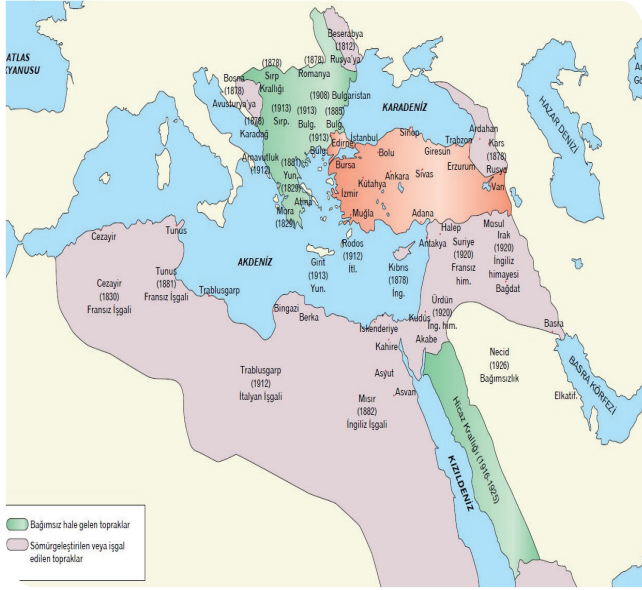 ATLAS
KYANUSU
Beserabya
(1812)
Rusya'ya
(1878)
(1878)
Romanya
Bosna
(1878)
Avusturya'ya
Sırp
Krallığı
(1908)
Bulgaristan
(1913)
Sırp.
(1913)
Bulg.
(1885)
Bulg.
(1878)
Karadağ
(1913)
Bulg.
Arnavutluk
(1912)
(1881)
Yun.
(1829)
Atina
Mora
(1829)
KARADENİZ
HAZAR DENİZİ
Edirne
İstanbul
Sinop
Trabzon
Ardahan
Kars
(1878)
Rusya
Bursa
Bolu
Giresun
Erzurum
Kütahya
Ankara
Sivas
Van
İzmir
Muğla
Adana
Cezayir
Tunus
AKDENİZ
Rodos
(1912)
İtl.
Girit
(1913)
Yun.
Kıbrıs
(1878)
İng.
Antakya
Halep
Suriye
(1920)
Fransız
him.
Musul
Irak
(1920)
İngiliz
himayesi
Bağdat
Cezayir
(1830)
Fransız İşgali
Tunus
(1881)
Fransız İşgali
Trablusgarp
Bingazi
Berka
İskenderiye
Kahire
Kudüs
Ürdün
(1920)
İng. him.
Akabe
Basra
Asyut
Asvan
Trablusgarp
(1912)
İtalyan İşgali
Mısır
(1882)
İngiliz İşgali
Necid
(1926)
Bağımsızlık
Elkatif.
BASRA KÖRFEZİ
Hicaz Krallığı (1916-1925)
KIZILDENİZ
Bağımsız hale gelen topraklar
Sömürgeleştirilen veya işgal
edilen topraklar